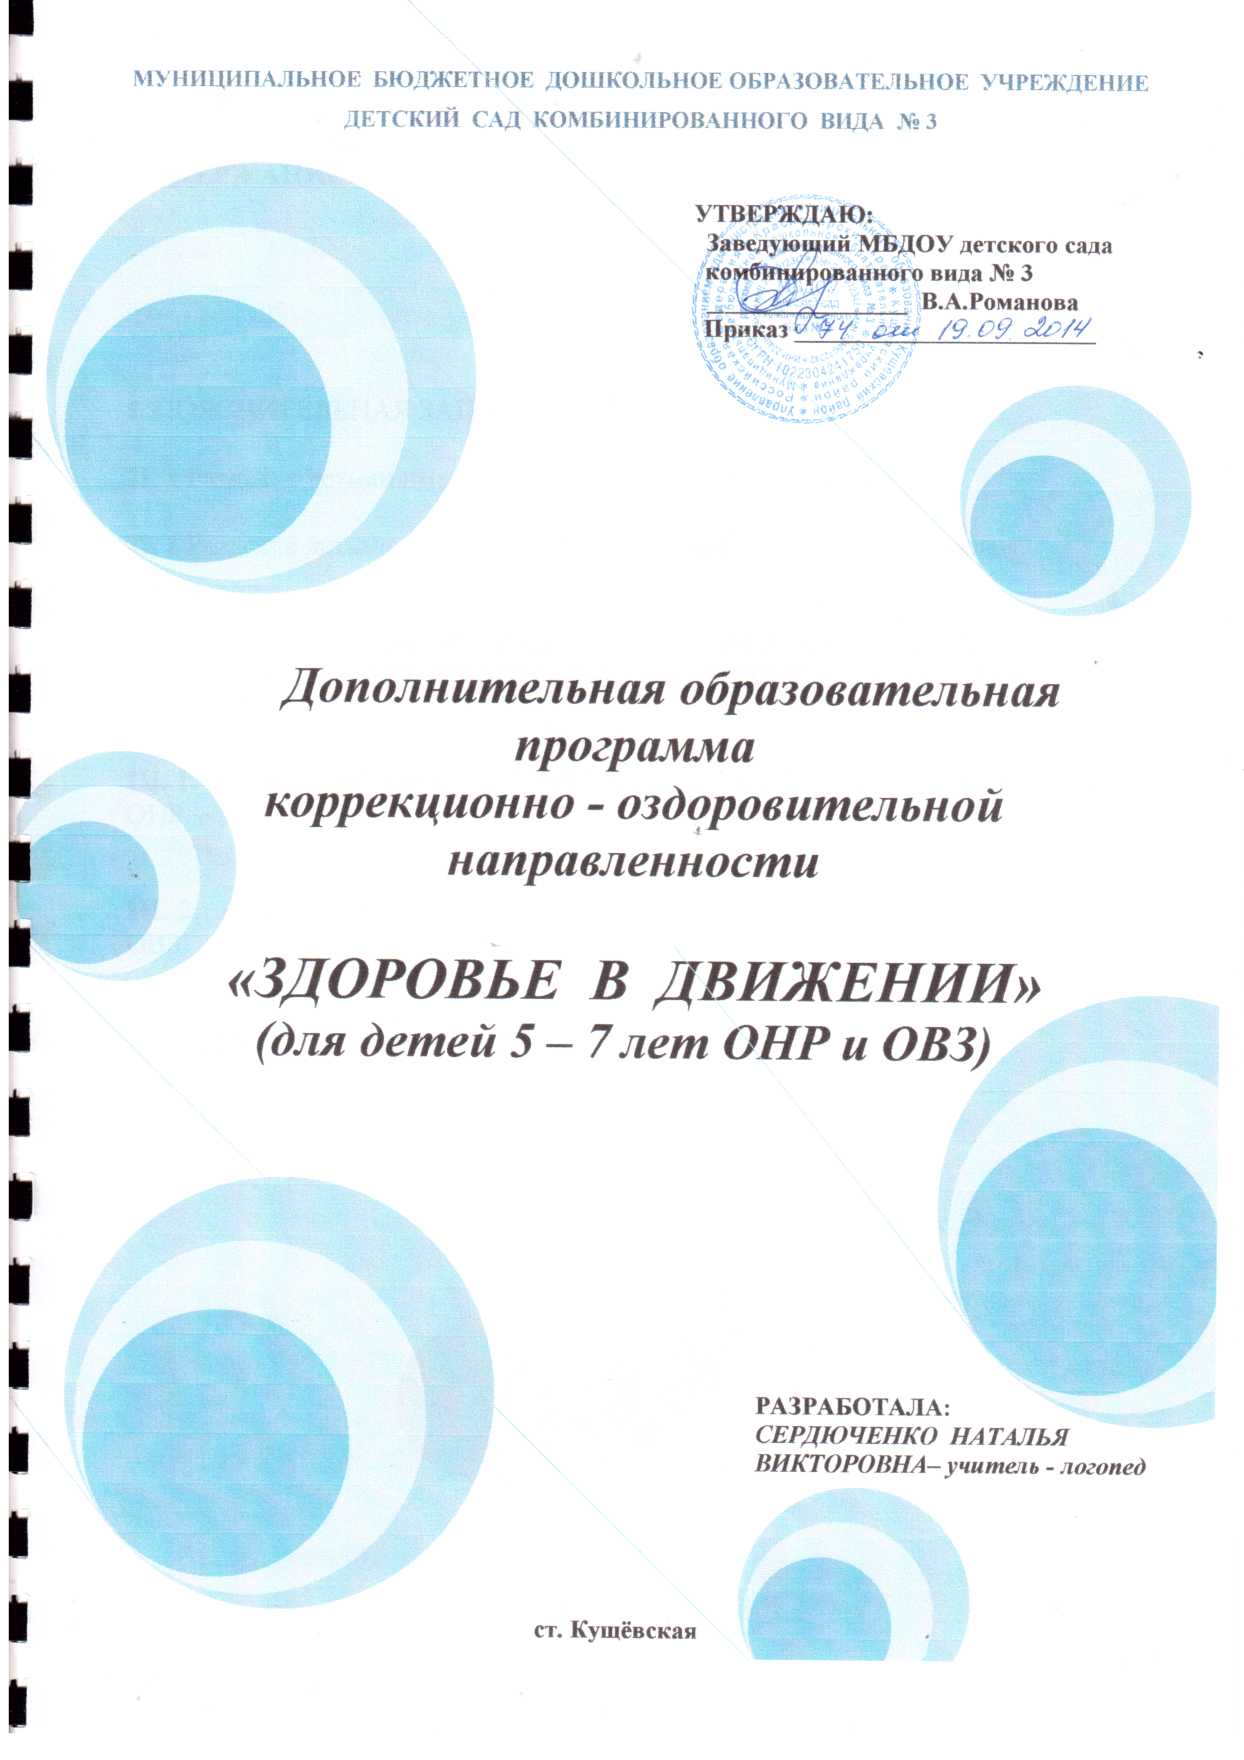 МУНИЦИПАЛЬНОЕ БЮДЖЕТНОЕ ДОШКОЛЬНОЕ ОБРАЗОВАТЕЛЬНОЕ УЧРЕЖДЕНИЕ
ДЕТСКИЙ САД КОМБИНИРОВАННОГО ВИДА № 3
УТВЕРЖДАЮ:
Заведующий МБДОУ детского сада
комбинированного вида № 3
В.А.Романова
Приказ 74 от 19.09.2014
Дополнительная образовательная
программа
коррекционно - оздоровительной
направленности
«ЗДОРОВЬЕ В ДВИЖЕНИИ»
(для детей 5 – 7 лет ОНР и ОВЗ)
РАЗРАБОТАЛА:
СЕРДЮЧЕНКО НАТАЛЬЯ
ВИКТОРОВНА– учитель - логопед
ст. Кущёвская